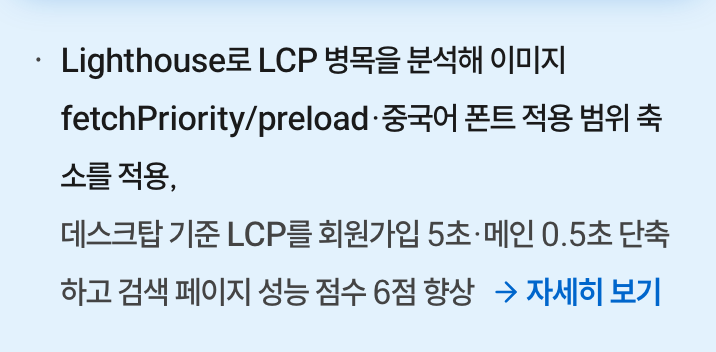 · Lighthouse로 LCP 병목을 분석해 이미지
fetchPriority/preload·중국어 폰트 적용 범위 축
소를 적용,
데스크탑 기준 LCP를 회원가입 5초·메인 0.5초 단축
하고 검색 페이지 성능 점수 6점 향상 → 자세히 보기